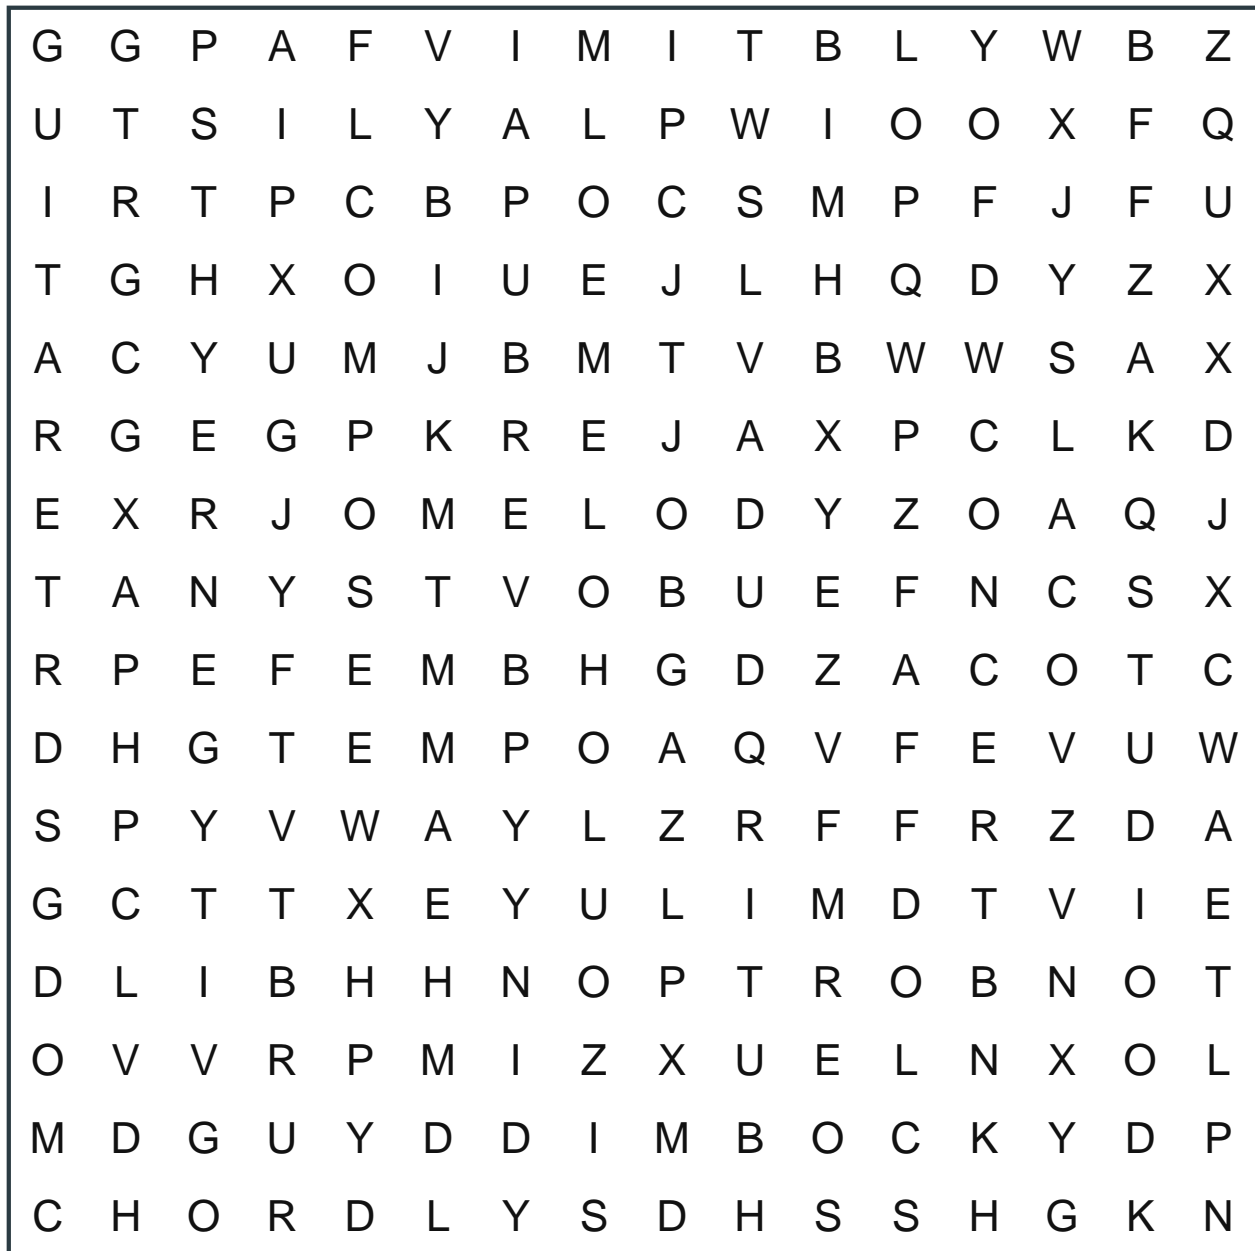 G G P A F V I M I T B L Y W B Z
U T S I L Y A L P W I O O X F Q
I R T P C B P O C S M P F J F U
T G H X O I U E J L H Q D Y Z X
A C Y U M J B M T V B W W S A X
R G E G P K R E J A X P C L K D
E X R J O M E L O D Y Z O A Q J
T A N Y S T V O B U E F N C S X
R P E F E M B H G D Z A C O T C
D H G T E M P O A Q V F E V U W
S P Y V W A Y L Z R F F R Z D A
G C T T X E Y U L I M D T V I E
D L I B H H N O P T R O B N O T
O V V R P M I Z X U E L N X O L
M D G U Y D D I M B O C K Y D P
C H O R D L Y S D H S S H G K N